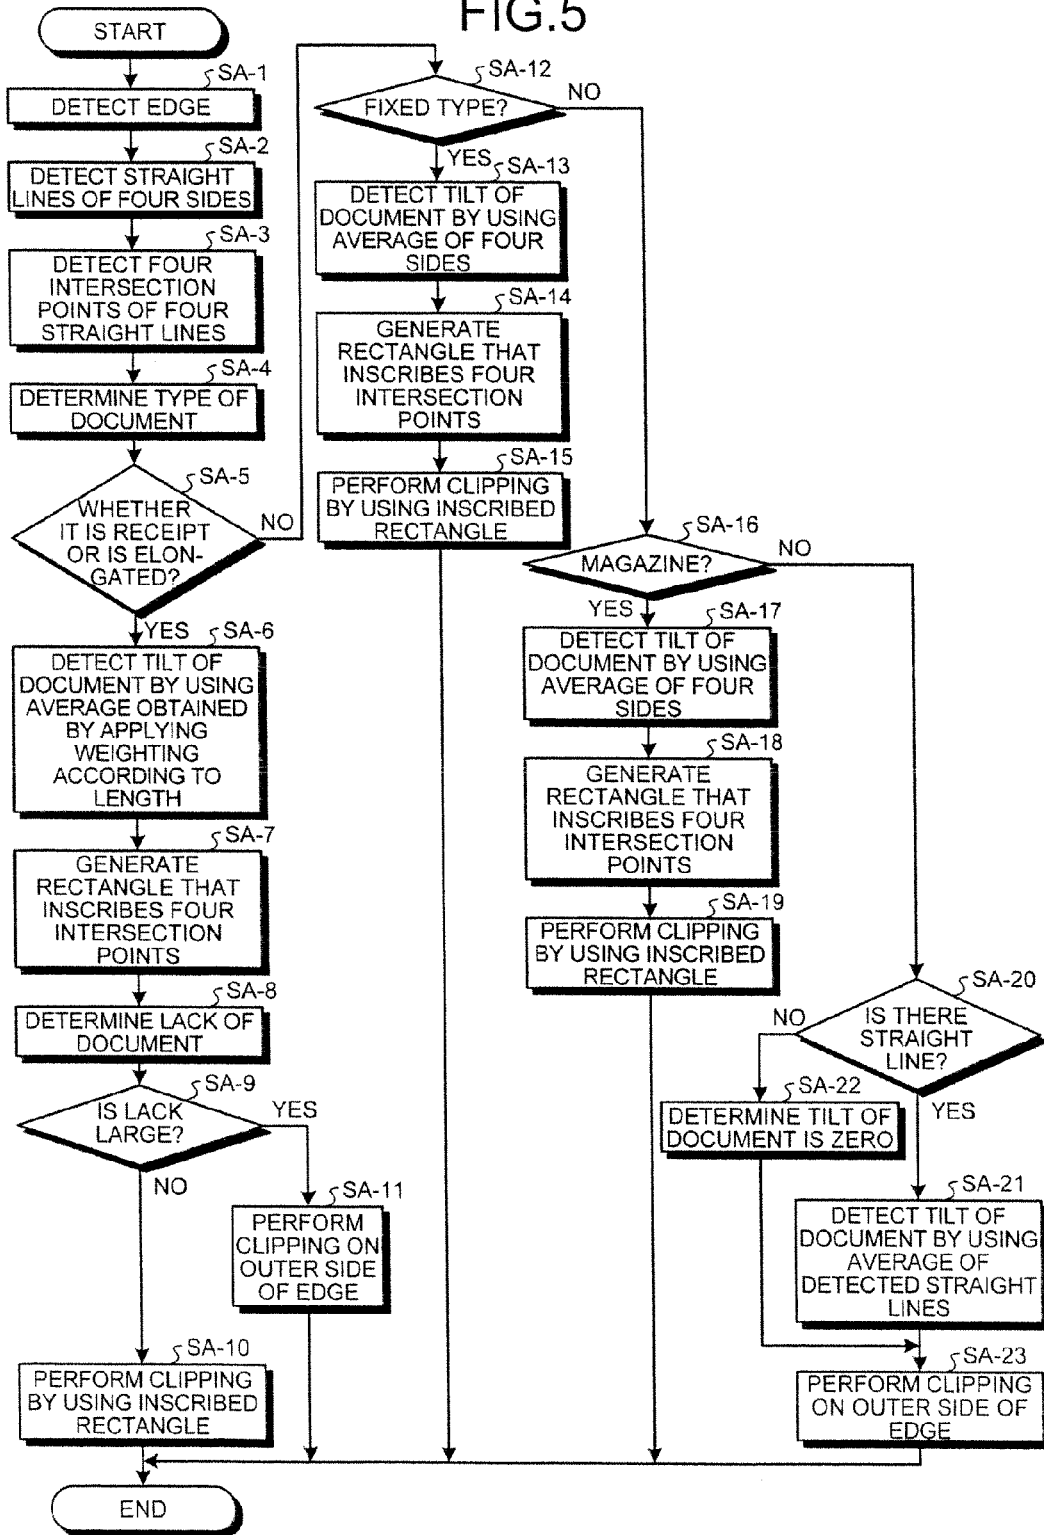 FIG.5
START
SA-1
DETECT EDGE
SA-2
DETECT STRAIGHT
LINES OF FOUR SIDES
SA-3
DETECT FOUR
INTERSECTION
POINTS OF FOUR
STRAIGHT LINES
SA-4
DETERMINE TYPE OF
DOCUMENT
SA-5
WHETHER
IT IS RECEIPT
OR IS ELON-
GATED?
NO
YES
SA-6
DETECT TILT OF
DOCUMENT BY USING
AVERAGE OBTAINED
BY APPLYING
WEIGHTING
ACCORDING TO
LENGTH
SA-7
GENERATE
RECTANGLE THAT
INSCRIBES FOUR
INTERSECTION
POINTS
SA-8
DETERMINE LACK OF
DOCUMENT
SA-9
IS LACK
LARGE?
YES
NO
SA-11
PERFORM
CLIPPING ON
OUTER SIDE
OF EDGE
SA-10
PERFORM CLIPPING
BY USING INSCRIBED
RECTANGLE
END
SA-12
FIXED TYPE?
NO
YES
SA-13
DETECT TILT OF
DOCUMENT BY USING
AVERAGE OF FOUR
SIDES
SA-14
GENERATE
RECTANGLE THAT
INSCRIBES FOUR
INTERSECTION
POINTS
SA-15
PERFORM CLIPPING
BY USING INSCRIBED
RECTANGLE
SA-16
MAGAZINE?
NO
YES
SA-17
DETECT TILT OF
DOCUMENT BY USING
AVERAGE OF FOUR
SIDES
SA-18
GENERATE
RECTANGLE THAT
INSCRIBES FOUR
INTERSECTION
POINTS
SA-19
PERFORM CLIPPING
BY USING INSCRIBED
RECTANGLE
SA-20
IS THERE
STRAIGHT
LINE?
NO
YES
SA-22
DETERMINE TILT OF
DOCUMENT IS ZERO
SA-21
DETECT TILT OF
DOCUMENT BY USING
AVERAGE OF
DETECTED STRAIGHT
LINES
SA-23
PERFORM CLIPPING
ON OUTER SIDE OF
EDGE